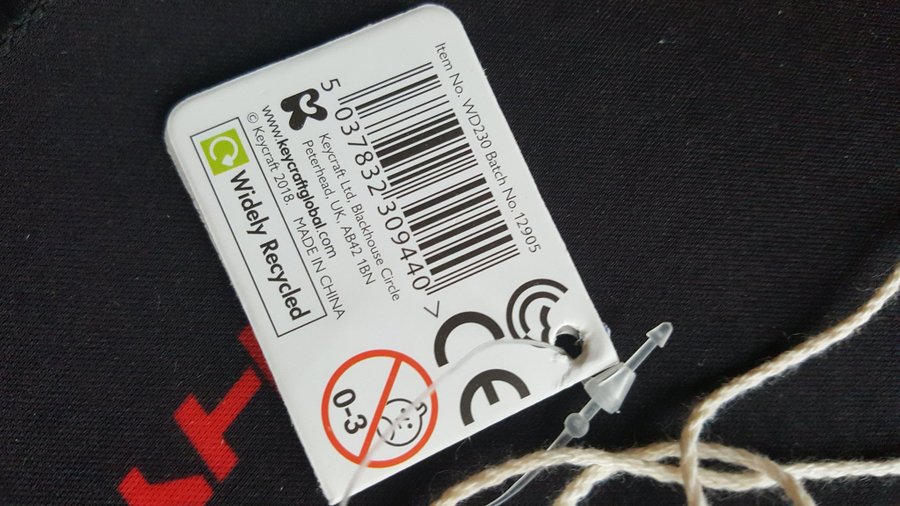 Item No. WD230 Batch No.12905
5 037832 309440 >
Keycraft Ltd, Blackhouse Circle
Peterhead, UK, AB42 1BN
www.keycraftglobal.com
© Keycraft 2018. MADE IN CHINA
Widely Recycled
CE
0-3